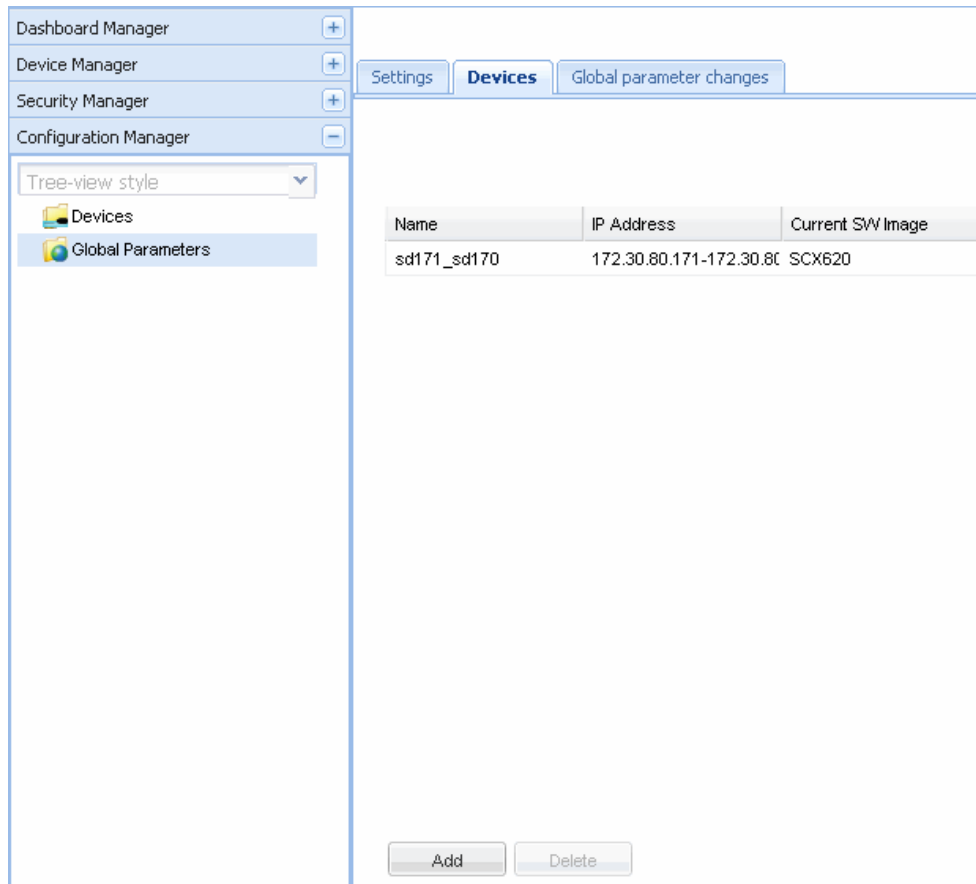 Dashboard Manager
Device Manager
Security Manager
Configuration Manager
Tree-view style
Devices
Global Parameters
Settings Devices Global parameter changes
Name IP Address Current SW Image
sd171_sd170 172.30.80.171-172.30.80 SCX620
Add Delete